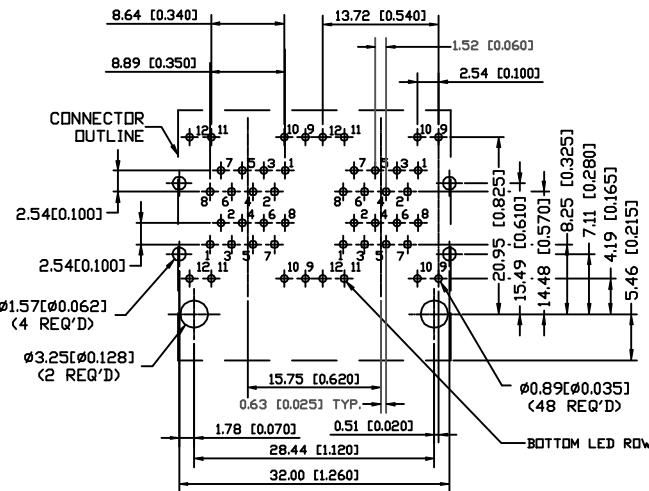 8.64 [0.340]
13.72 [0.540]
1.52 [0.060]
8.89 [0.350]
2.54 [0.100]
CONNECTOR
OUTLINE
12 11 10 9 12 11 10 9
7 5 3 1 7 5 3 1
8 6 4 2 8 6 4 2
2.54[0.100]
2 4 6 8 2 4 6 8
1 3 5 7 1 3 5 7
2.54[0.100]
12 11 10 9 12 11 10 9
20.95 [0.825]
15.49 [0.610]
14.48 [0.570]
8.25 [0.325]
7.11 [0.280]
4.19 [0.165]
5.46 [0.215]
ø1.57[ø0.062]
(4 REQ'D)
ø3.25[ø0.128]
(2 REQ'D)
15.75 [0.620]
ø0.89[ø0.035]
(48 REQ'D)
0.63 [0.025] TYP.
1.78 [0.070]
0.51 [0.020]
BOTTOM LED ROW
28.44 [1.120]
32.00 [1.260]